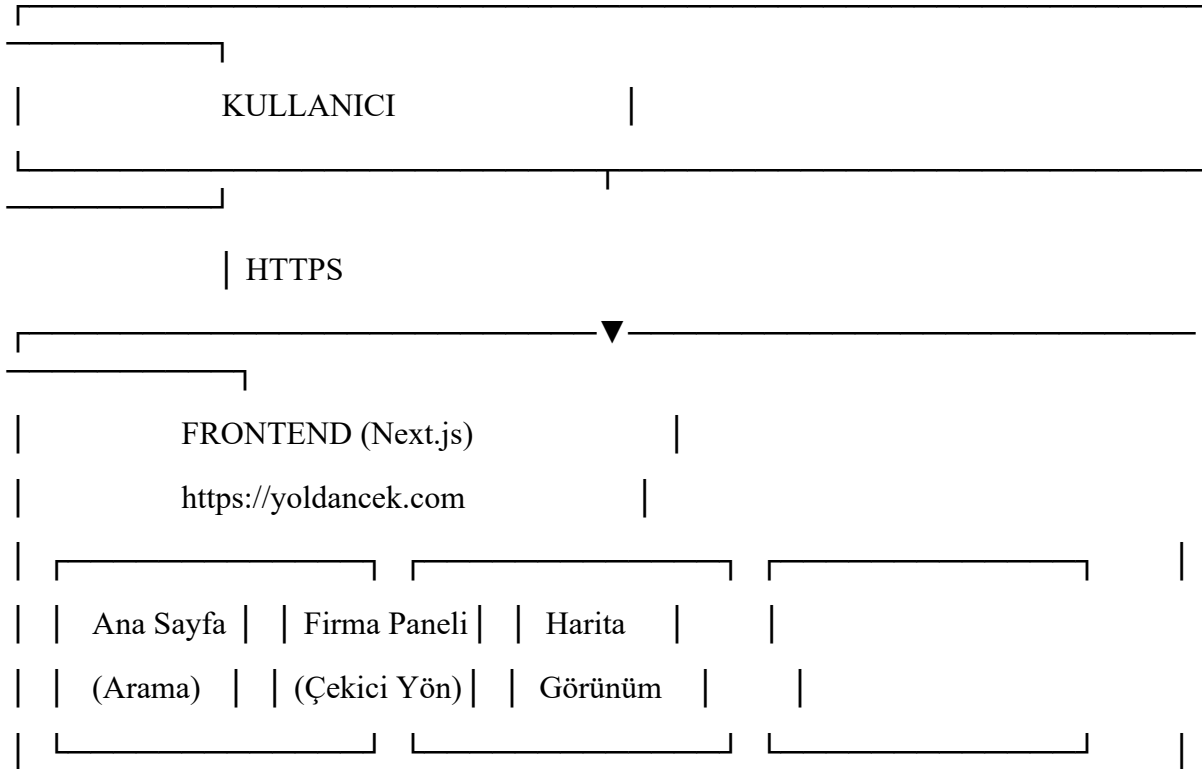 KULLANICI
HTTPS
▼
FRONTEND (Next.js)
https://yoldancek.com
Ana Sayfa │ │ Firma Paneli │ │ Harita
(Arama) │ │ (Çekici Yön) │ │ Görünüm